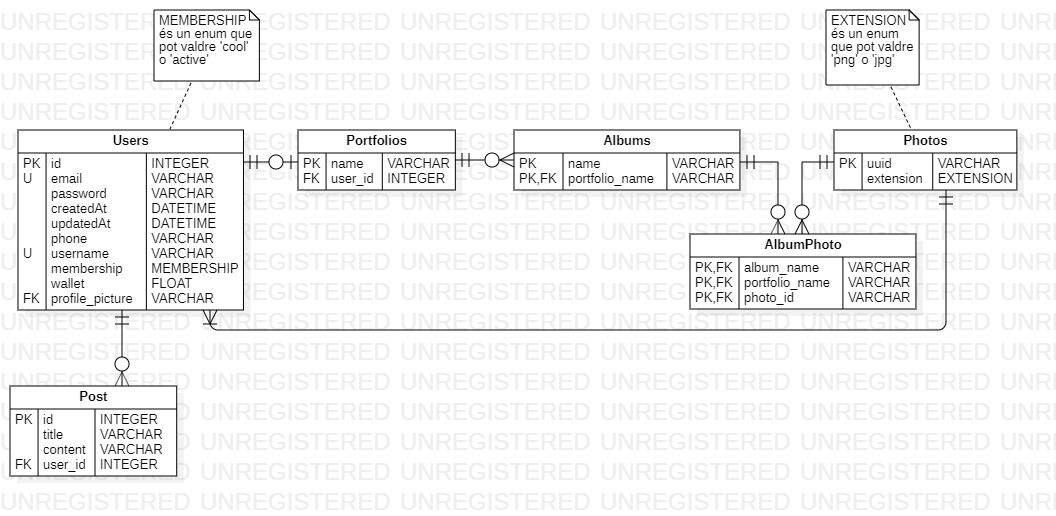 MEMBERSHIP
és un enum que
pot valdre 'cool'
o 'active'
EXTENSION
és un enum
que pot valdre
'png' o 'jpg'
Users
PK id INTEGER
U email VARCHAR
password VARCHAR
createdAt DATETIME
updatedAt DATETIME
phone VARCHAR
U username VARCHAR
membership MEMBERSHIP
wallet FLOAT
FK profile_picture VARCHAR
Portfolios
PK name VARCHAR
FK user_id INTEGER
Albums
PK name VARCHAR
PK,FK portfolio_name VARCHAR
Photos
PK uuid VARCHAR
extension EXTENSION
AlbumPhoto
PK,FK album_name VARCHAR
PK,FK portfolio_name VARCHAR
PK,FK photo_id VARCHAR
Post
PK id INTEGER
title VARCHAR
content VARCHAR
FK user_id INTEGER
UNREGISTERED UNREGISTERED UNREGISTERED UNREGISTERED UNREGISTERED UNRE